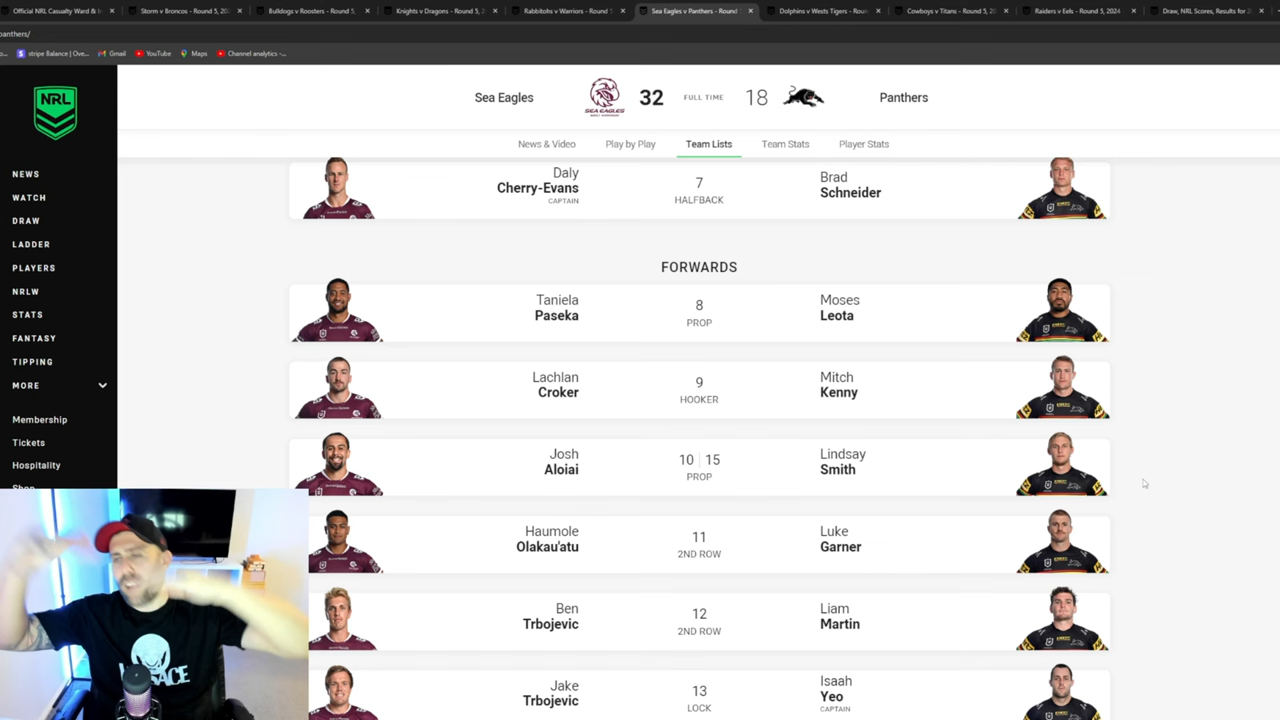 Official NRL Casualty Ward & I
Storm v Broncos - Round 5, 202
Bulldogs v Roosters - Round 5,
Knights v Dragons - Round 5, 2
Rabbitohs v Warriors - Round 5
Sea Eagles v Panthers - Round
Dolphins v Wests Tigers - Roun
Cowboys v Titans - Round 5, 20
Raiders v Eels - Round 5, 2024
Draw, NRL Scores, Results for 2
panthers/
stripe Balance | Ove...
Gmail
YouTube
Maps
Channel analytics -...
NRL
Sea Eagles
SEA EAGLES
32
FULL TIME
18
Panthers
News & Video
Play by Play
Team Lists
Team Stats
Player Stats
NEWS
WATCH
DRAW
LADDER
PLAYERS
NRLW
STATS
FANTASY
TIPPING
MORE
Membership
Tickets
Hospitality
Shop
Daly
Cherry-Evans
CAPTAIN
7
HALFBACK
Brad
Schneider
FORWARDS
Taniela
Paseka
8
PROP
Moses
Leota
Lachlan
Croker
9
HOOKER
Mitch
Kenny
Josh
Aloiai
10 | 15
PROP
Lindsay
Smith
Haumole
Olakau'atu
11
2ND ROW
Luke
Garner
Ben
Trbojevic
12
2ND ROW
Liam
Martin
Jake
Trbojevic
13
LOCK
Isaah
Yeo
CAPTAIN